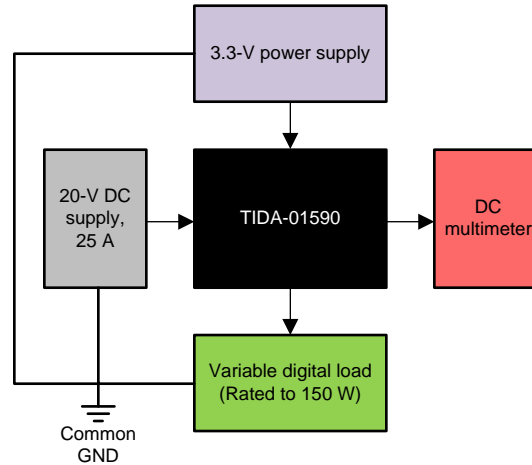 3.3-V power supply
20-V DC
supply,
25 A
TIDA-01590
DC
multimeter
Variable digital load
(Rated to 150 W)
Common
GND